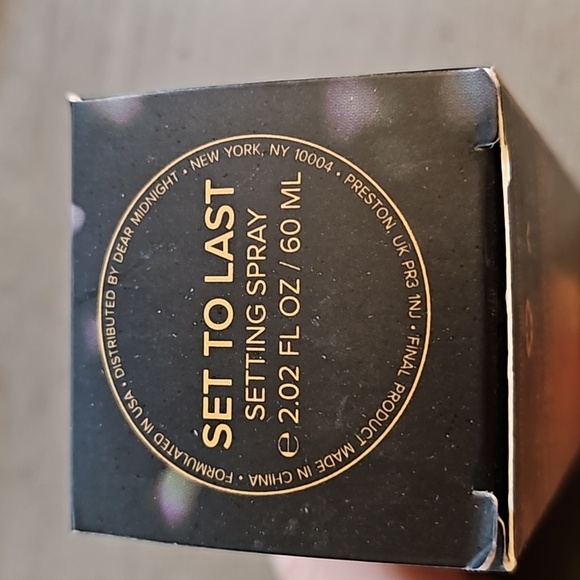 SET TO LAST
SETTING SPRAY
e 2.02 FL OZ / 60 ML
DISTRIBUTED BY DEAR MIDNIGHT • NEW YORK, NY 10004 • PRESTON, UK PR3 1NJ • FINAL PRODUCT MADE IN CHINA • FORMULATED IN USA •